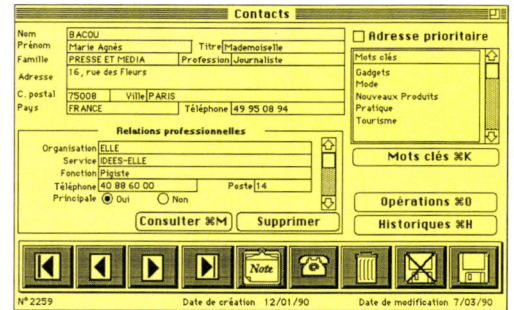 Contacts
Nom BACOU
Prénom Marie Agnès Titre Mademoiselle
Famille PRESSE ET MEDIA Profession Journaliste
Adresse 16, rue des Fleurs
C. postal 75008 Ville PARIS
Pays FRANCE Téléphone 49 95 08 94
Adresse prioritaire
Mots clés
Gadgets
Mode
Nouveaux Produits
Pratique
Tourisme
Mots clés ⌘K
Relations professionnelles
Organisation ELLE
Service IDEES-ELLE
Fonction Pigiste
Téléphone 40 88 60 00 Poste 14
Principale Oui Non
Consulter ⌘M Supprimer
Opérations ⌘O
Historiques ⌘H
Note
N° 2259 Date de création 12/01/90 Date de modification 7/03/90